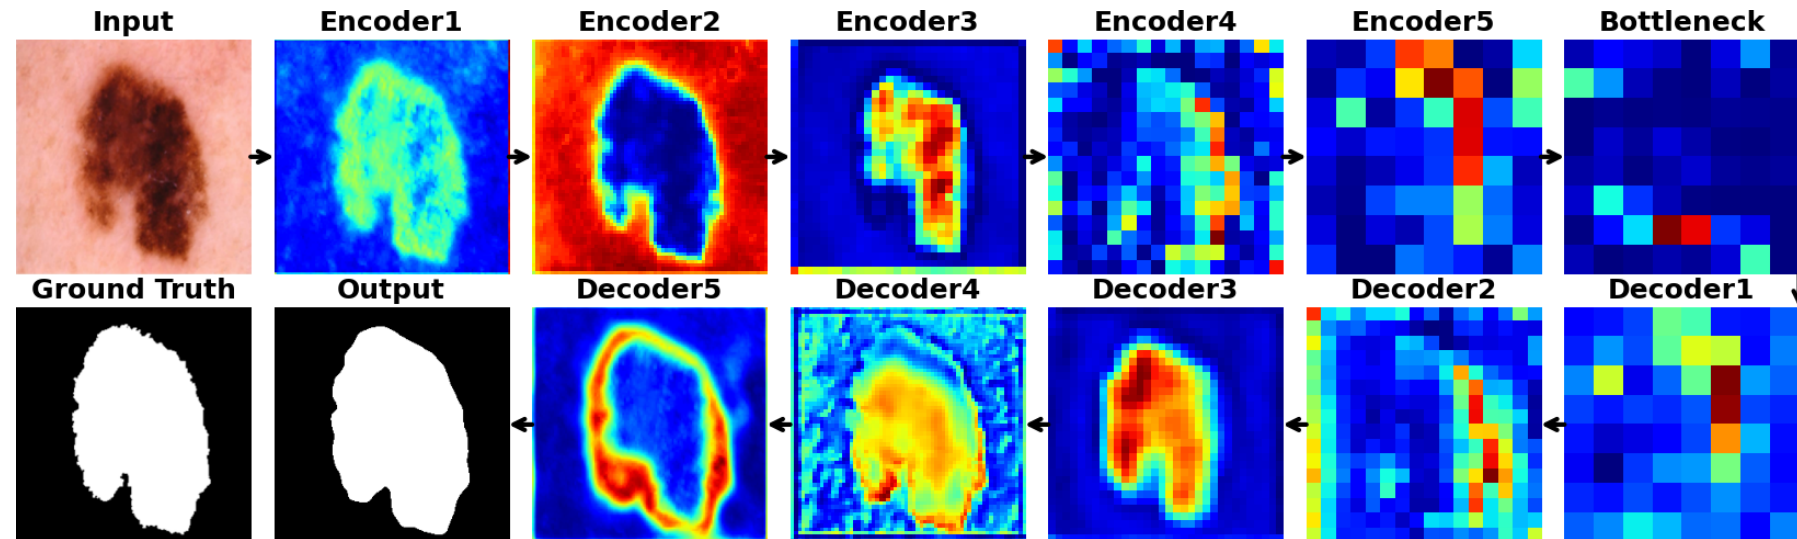 Input
Encoder1
Encoder2
Encoder3
Encoder4
Encoder5
Bottleneck
Ground Truth
Output
Decoder5
Decoder4
Decoder3
Decoder2
Decoder1